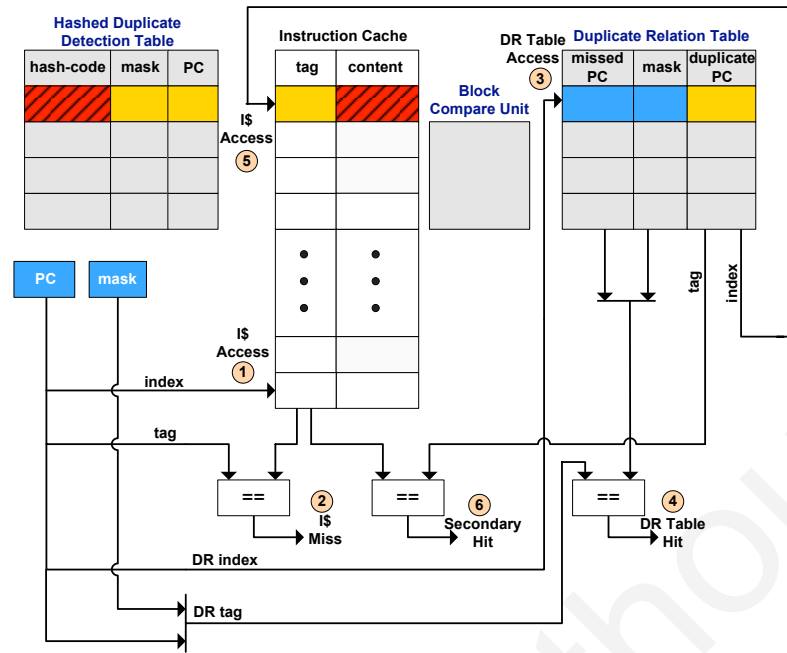 Hashed Duplicate
Detection Table
hash-code mask PC
Instruction Cache
tag content
I$
Access
5
Block
Compare Unit
DR Table
Access
3
Duplicate Relation Table
missed
PC
mask
duplicate
PC
PC
mask
I$
Access
1
index
tag
tag
index
==
2
I$
Miss
==
6
Secondary
Hit
==
4
DR Table
Hit
DR index
DR tag